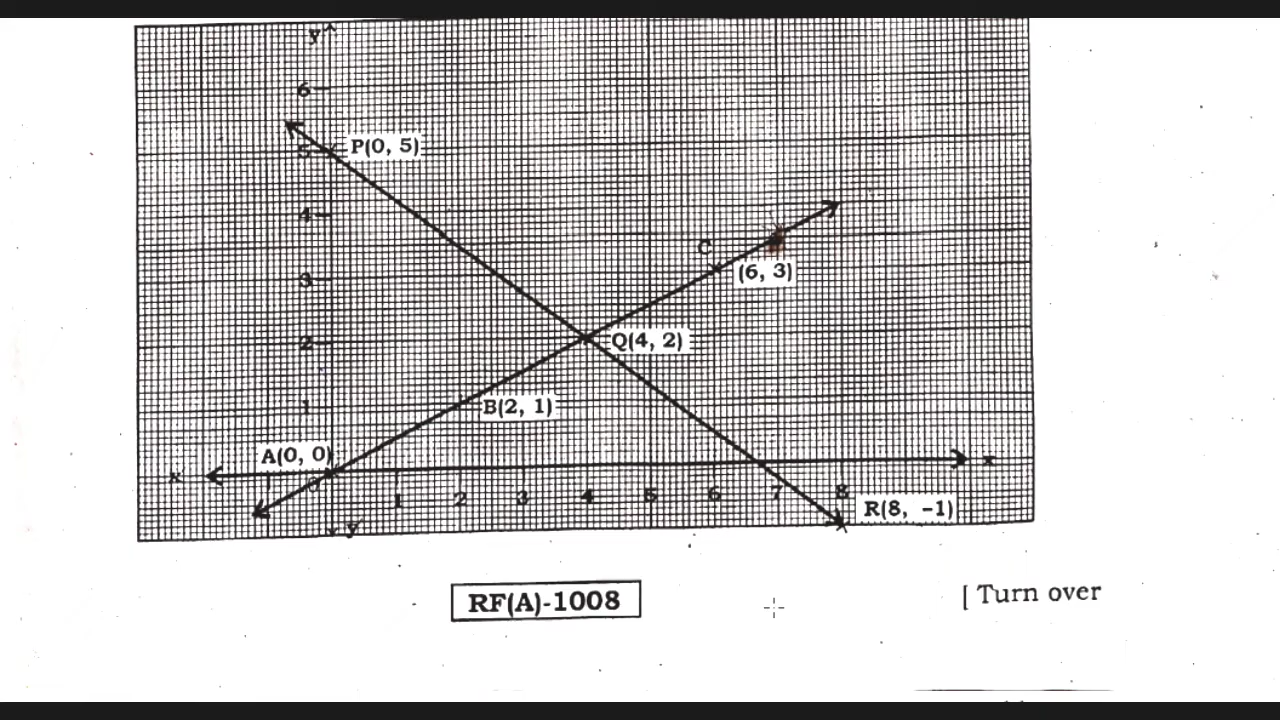 y
6
5
P(0, 5)
4
C
3
(6, 3)
2
Q(4, 2)
1
B(2, 1)
A(0, 0)
x
x
0
1
2
3
4
5
6
7
8
R(8, -1)
y
RF(A)-1008
[ Turn over